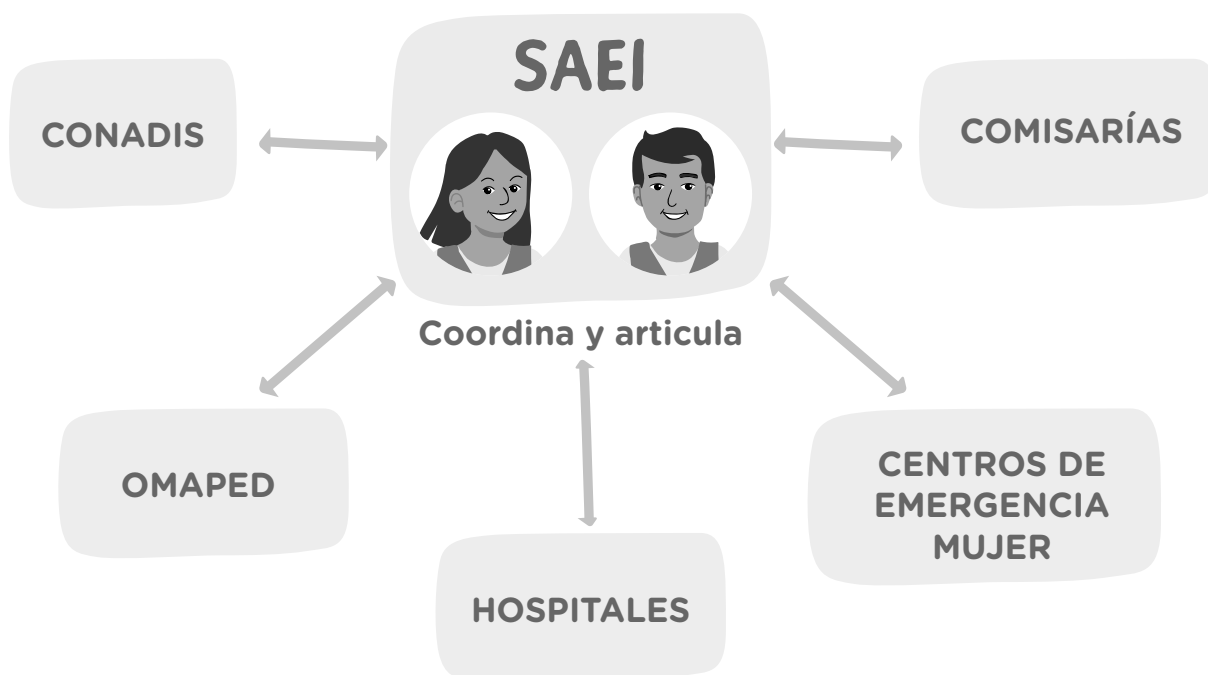 SAEI
CONADIS
COMISARÍAS
Coordina y articula
OMAPED
CENTROS DE
EMERGENCIA
MUJER
HOSPITALES